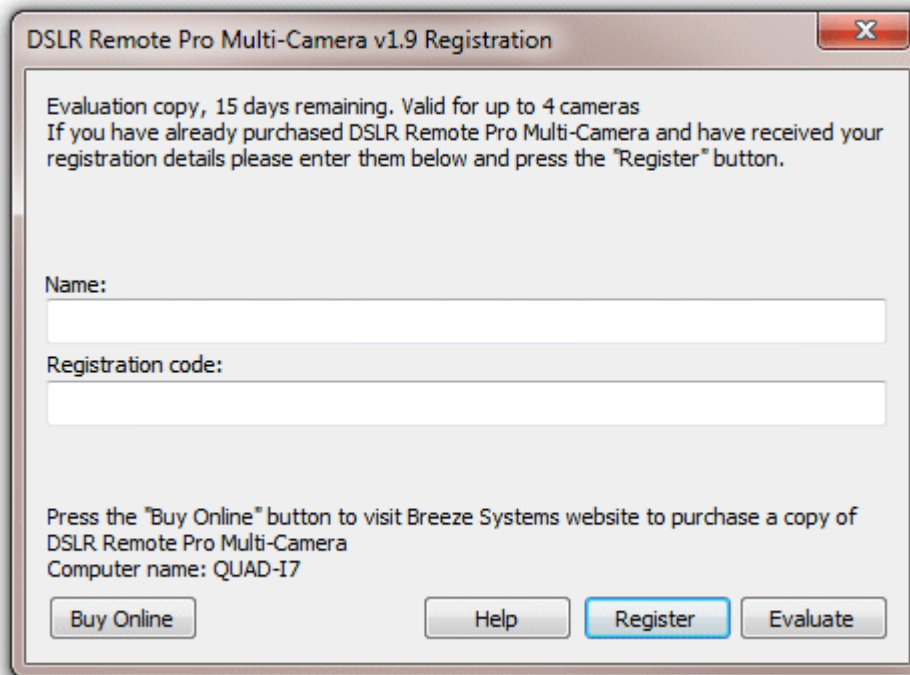 DSLR Remote Pro Multi-Camera v1.9 Registration
Evaluation copy, 15 days remaining. Valid for up to 4 cameras
If you have already purchased DSLR Remote Pro Multi-Camera and have received your
registration details please enter them below and press the "Register" button.
Name:
Registration code:
Press the "Buy Online" button to visit Breeze Systems website to purchase a copy of
DSLR Remote Pro Multi-Camera
Computer name: QUAD-I7
Buy Online Help Register Evaluate